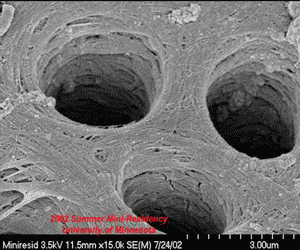 2002 Summer Mini-Residency
University of Minnesota
Miniresid 3.5kV 11.5mm x15.0k SE(M) 7/24/02 3.00um